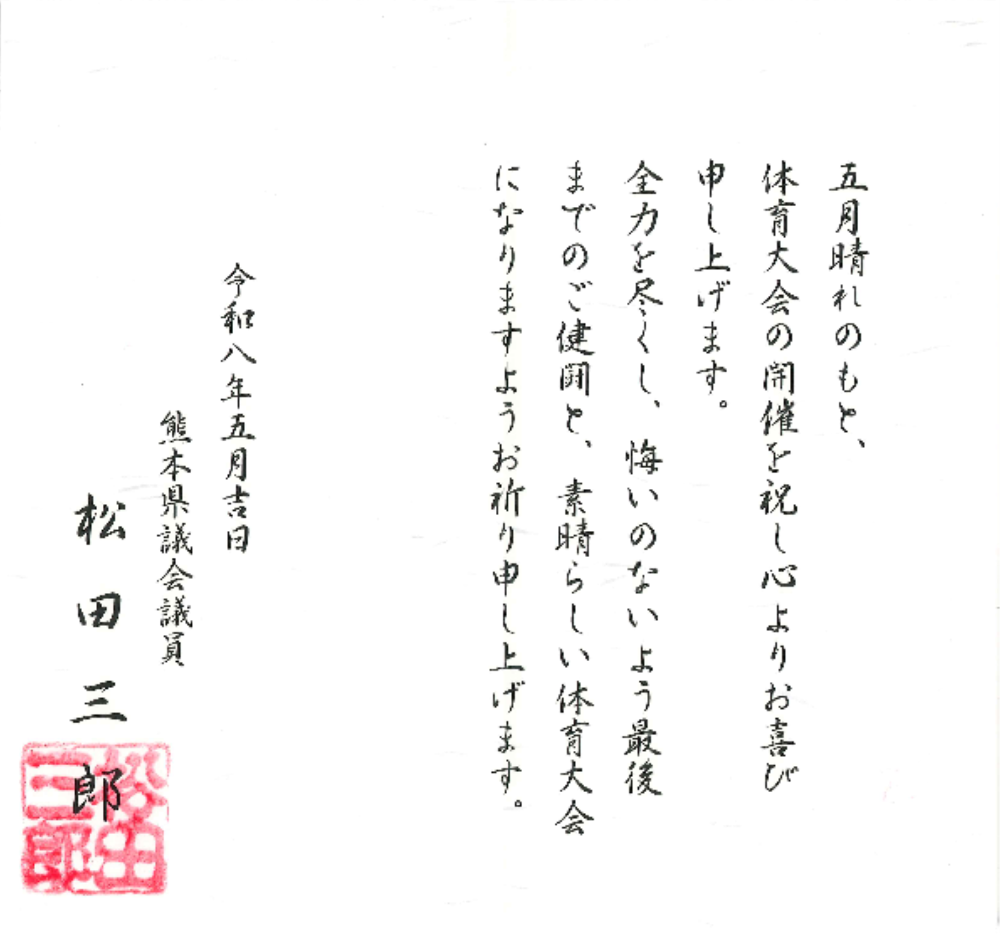 五月晴れのもと、
体育大会の開催を祝し心よりお喜び
申し上げます。
全力を尽くし、悔いのないよう最後
までのご健闘と、素晴らしい体育大会
になりますようお祈り申し上げます。
令和八年五月吉日
熊本県議会議員
松田三郎
松田
三郎